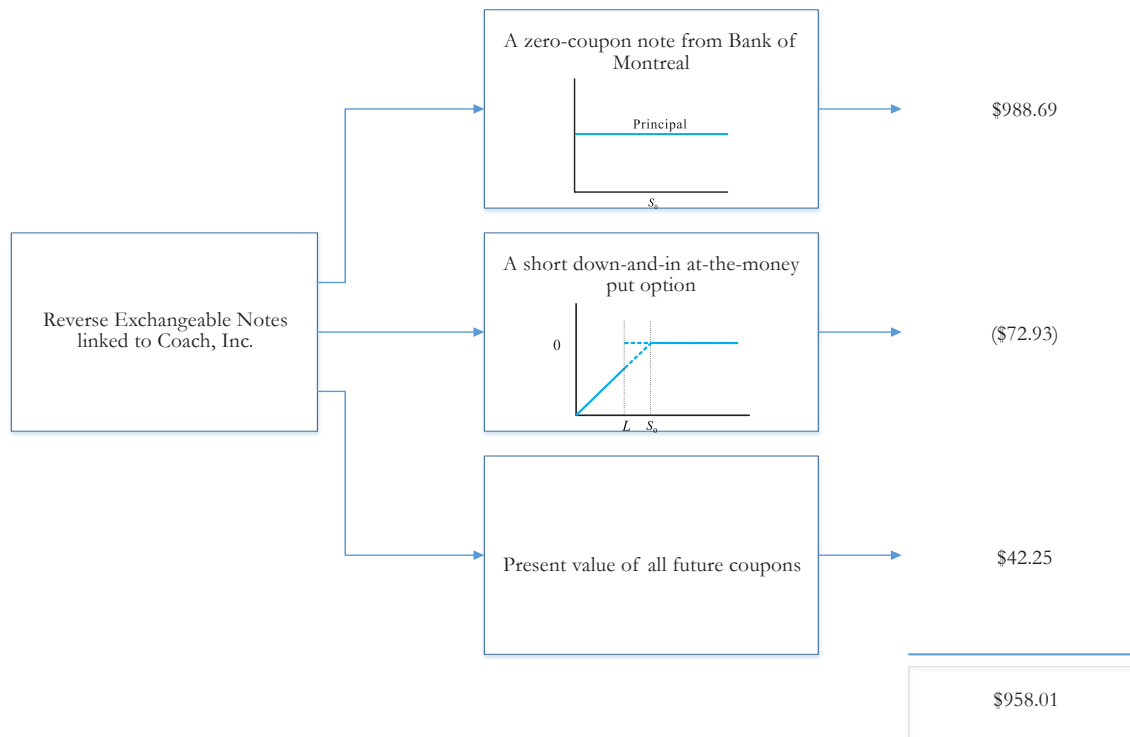 A zero-coupon note from Bank of
Montreal
Principal
S₀
$988.69
Reverse Exchangeable Notes
linked to Coach, Inc.
A short down-and-in at-the-money
put option
0
L S₀
($72.93)
Present value of all future coupons
$42.25
$958.01